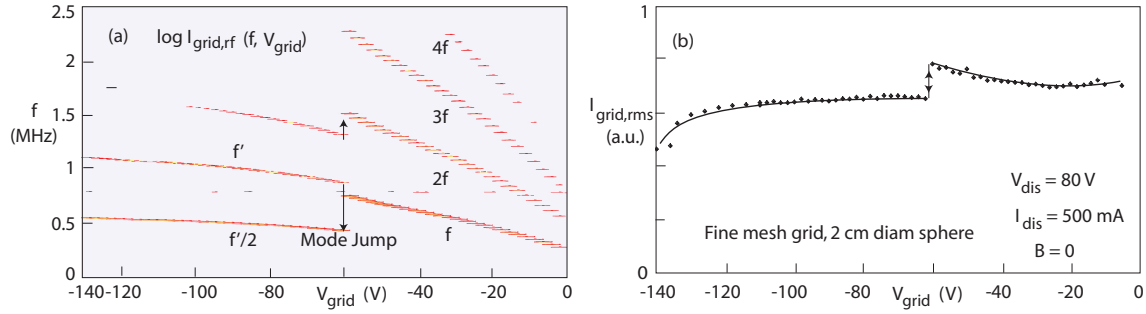 2.5
(a) log I_grid,rf (f, V_grid)
4f
2
f
(MHz)
1.5
3f
f'
1
2f
0.5
f'/2
Mode Jump
f
0
-140 -120 -100 -80 -60 -40 -20 0
V_grid (V)
1
(b)
I_grid,rms
(a.u.)
V_dis = 80 V
I_dis = 500 mA
Fine mesh grid, 2 cm diam sphere
B = 0
0
-140 -120 -100 -80 -60 -40 -20 0
V_grid (V)